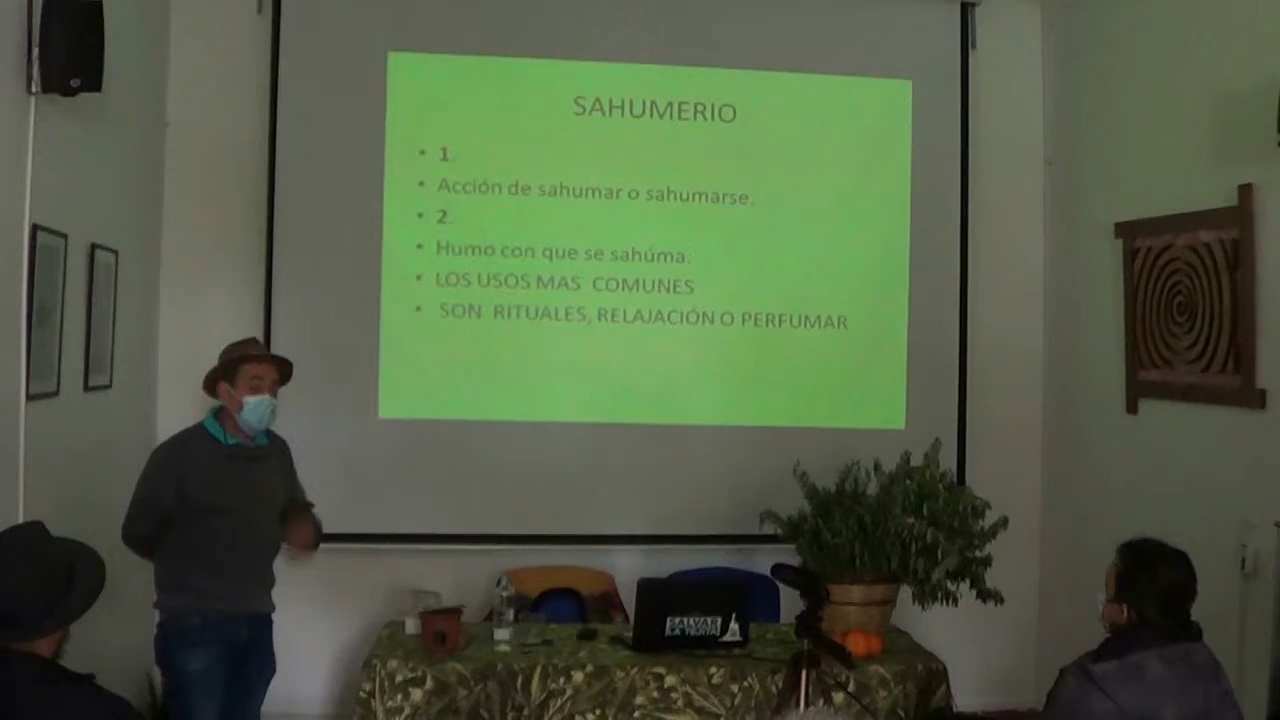 SAHUMERIO
• 1.
• Acción de sahumar o sahumarse.
• 2.
• Humo con que se sahúma.
• LOS USOS MAS COMUNES
• SON RITUALES, RELAJACIÓN O PERFUMAR
SALVAR
LA TEJITA